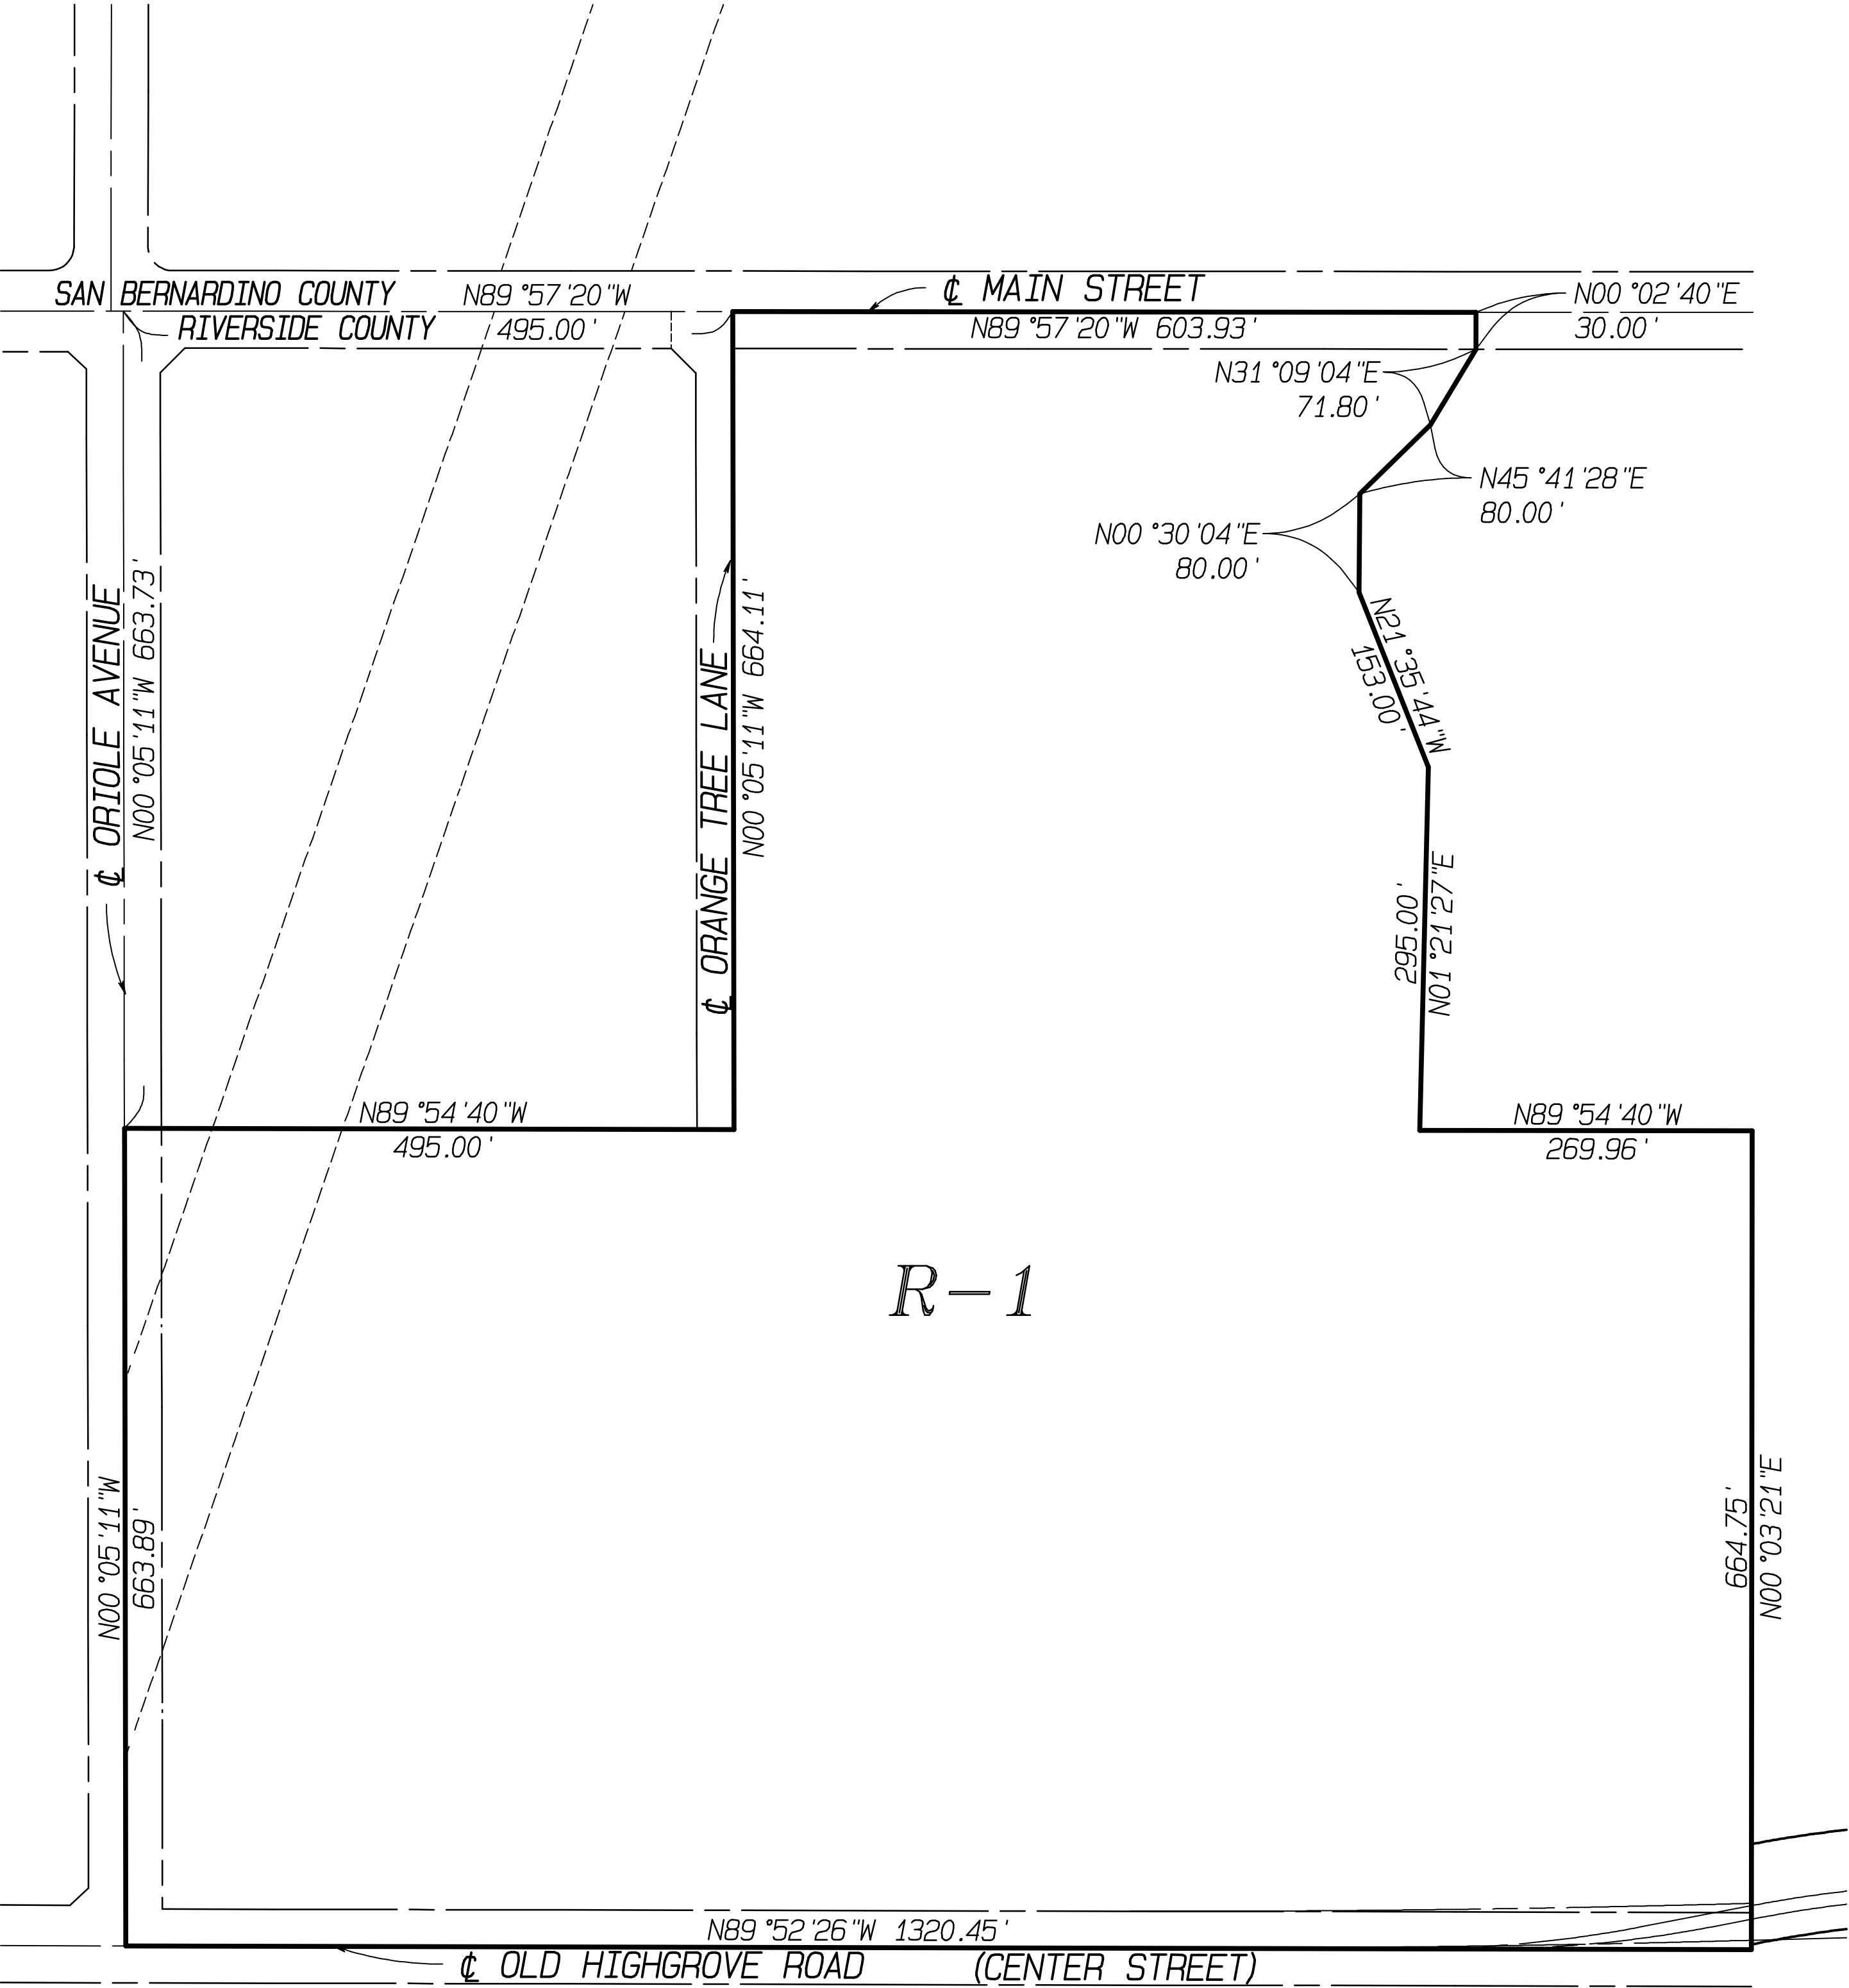 SAN BERNARDINO COUNTY
N89°57'20"W
℄ MAIN STREET
N00°02'40"E
RIVERSIDE COUNTY
495.00'
N89°57'20"W 603.93'
30.00'
N31°09'04"E
71.80'
N45°41'28"E
80.00'
N00°30'04"E
80.00'
℄ ORIOLE AVENUE
N00°05'11"W 663.73'
℄ ORANGE TREE LANE
N00°05'11"W 664.11'
N21°35'44"W
153.00'
295.00'
N01°21'27"E
N89°54'40"W
495.00'
N89°54'40"W
269.96'
R-1
N00°05'11"W
663.89'
664.75'
N00°03'21"E
N89°52'26"W 1320.45'
℄ OLD HIGHGROVE ROAD (CENTER STREET)